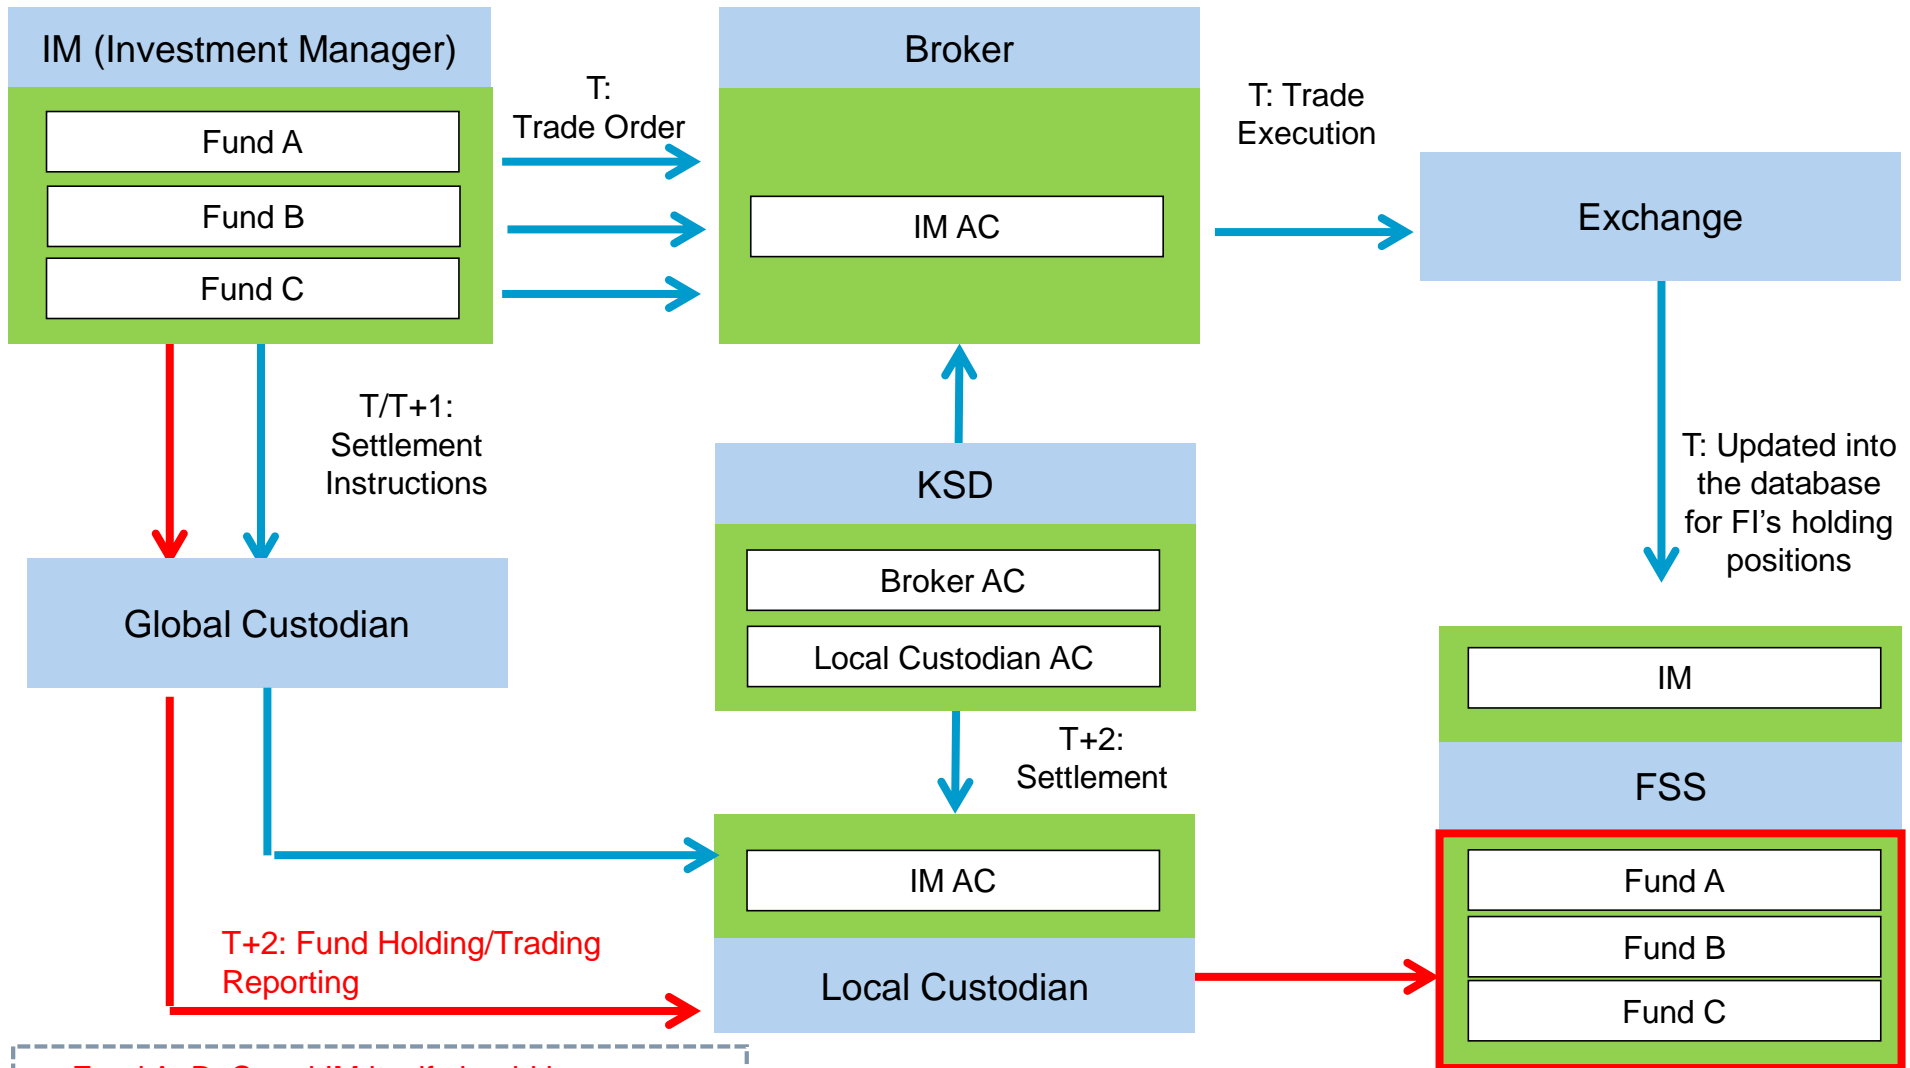 IM (Investment Manager)
Fund A
Fund B
Fund C
T:
Trade Order
Broker
IM AC
T: Trade
Execution
Exchange
T/T+1:
Settlement
Instructions
KSD
Broker AC
Local Custodian AC
T: Updated into
the database
for FI's holding
positions
Global Custodian
T+2:
Settlement
IM
FSS
Fund A
Fund B
Fund C
IM AC
Local Custodian
T+2: Fund Holding/Trading
Reporting